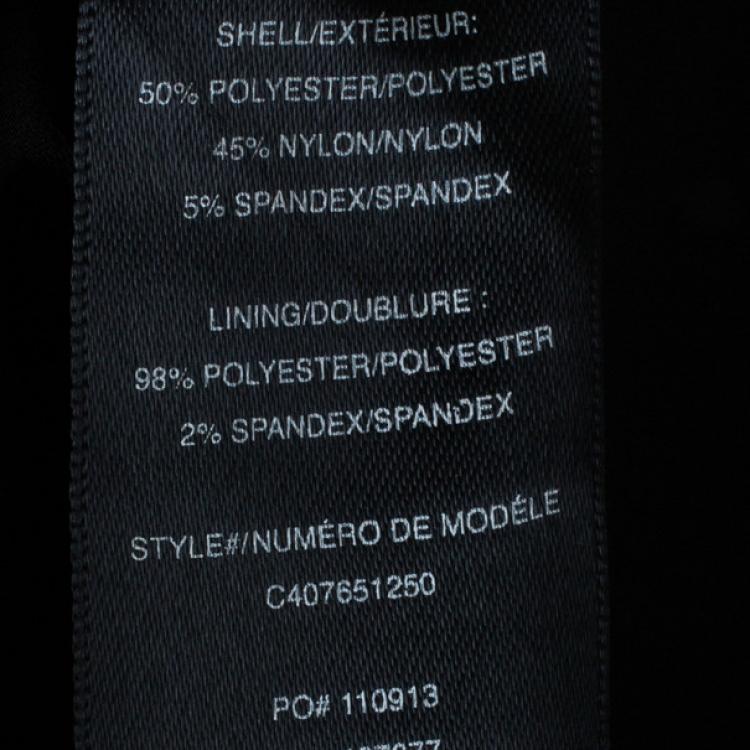 SHELL/EXTÉRIEUR:
50% POLYESTER/POLYESTER
45% NYLON/NYLON
5% SPANDEX/SPANDEX
LINING/DOUBLURE :
98% POLYESTER/POLYESTER
2% SPANDEX/SPANDEX
STYLE#/NUMÉRO DE MODÉLE
C407651250
PO# 110913